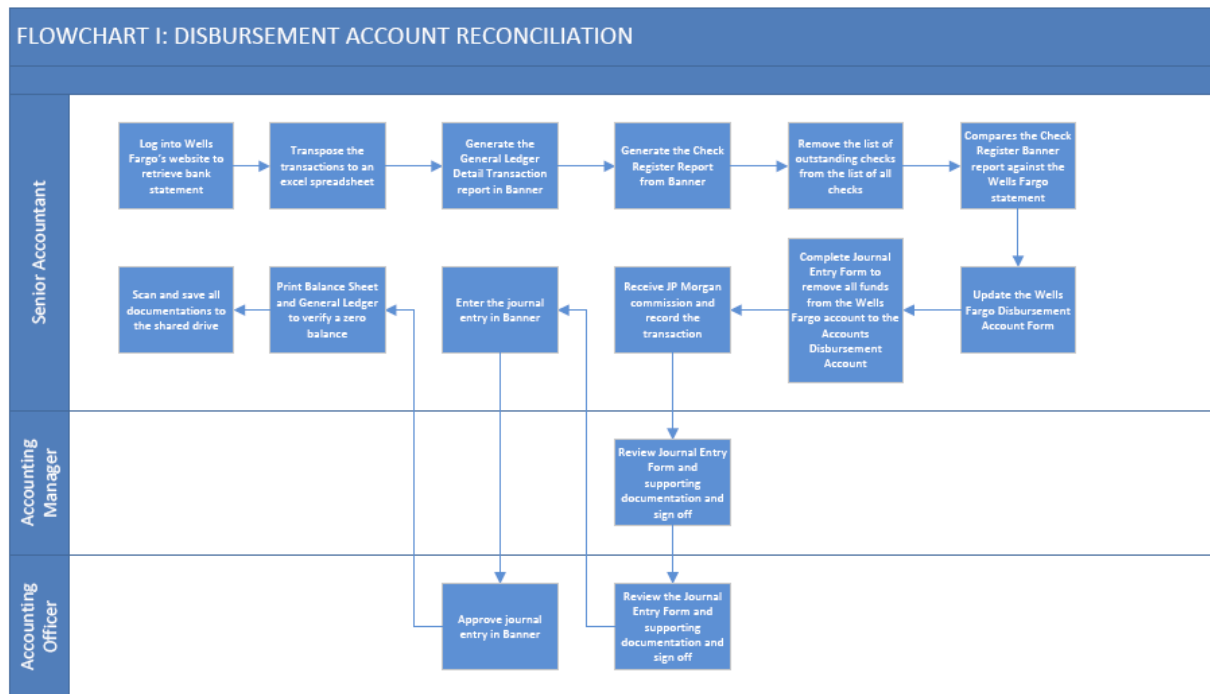 FLOWCHART I: DISBURSEMENT ACCOUNT RECONCILIATION
Senior Accountant
Log into Wells
Fargo's website to
retrieve bank
statement
Transpose the
transactions to an
excel spreadsheet
Generate the
General Ledger
Detail Transaction
report in Banner
Generate the Check
Register Report
from Banner
Remove the list of
outstanding checks
from the list of all
checks
Compares the Check
Register Banner
report against the
Wells Fargo
statement
Scan and save all
documentations to
the shared drive
Print Balance Sheet
and General Ledger
to verify a zero
balance
Enter the journal
entry in Banner
Receive JP Morgan
commission and
record the
transaction
Complete Journal
Entry Form to
remove all funds
from the Wells
Fargo account to the
Accounts
Disbursement
Account
Update the Wells
Fargo Disbursement
Account Form
Accounting
Manager
Review Journal Entry
Form and
supporting
documentation and
sign off
Accounting
Officer
Approve journal
entry in Banner
Review the Journal
Entry Form and
supporting
documentation and
sign off